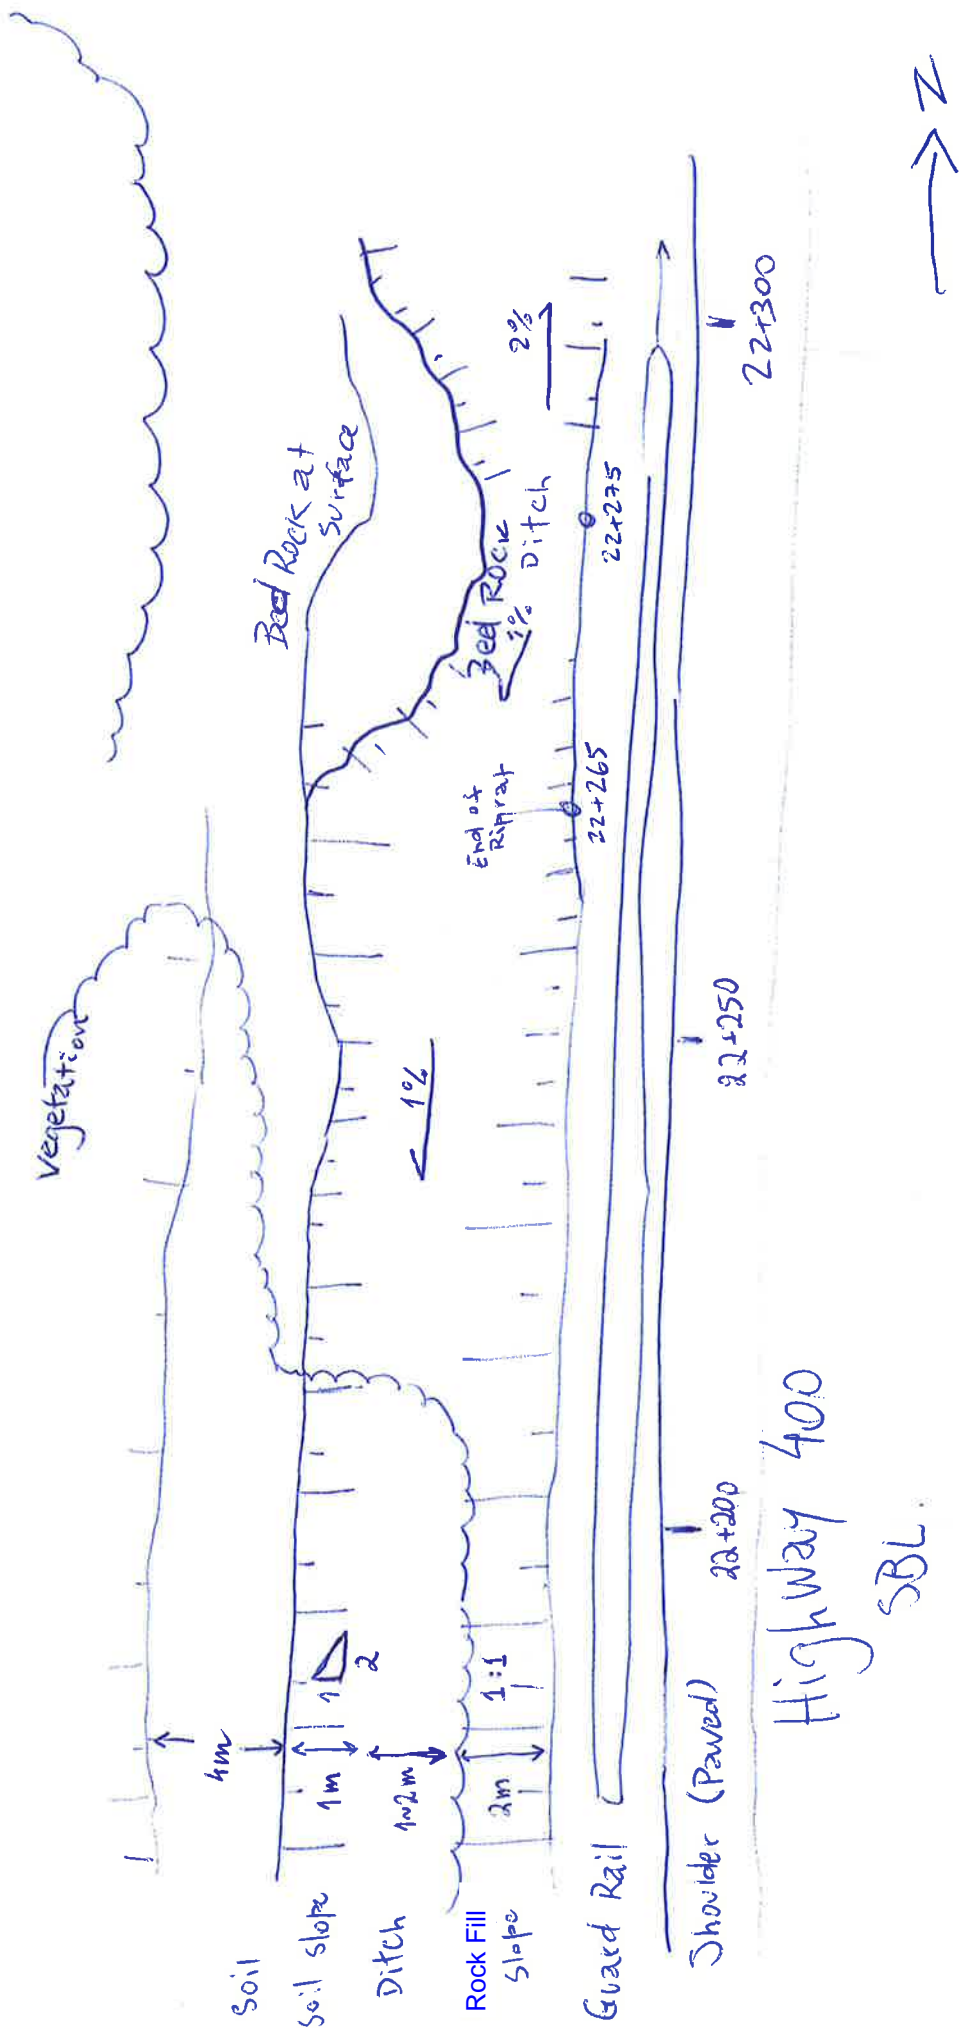 Vegetation
Bed Rock at
Surface
Soil
4m
Soil Slope
1m
1
2
Ditch
1~2m
1%
Bed Rock
1%
Ditch
2%
End of
Riprap
Rock Fill
Slope
2m
1:1
22+265
22+275
Guard Rail
Shoulder (Paved)
22+200
22+250
22+300
Highway 400
SBL.
N